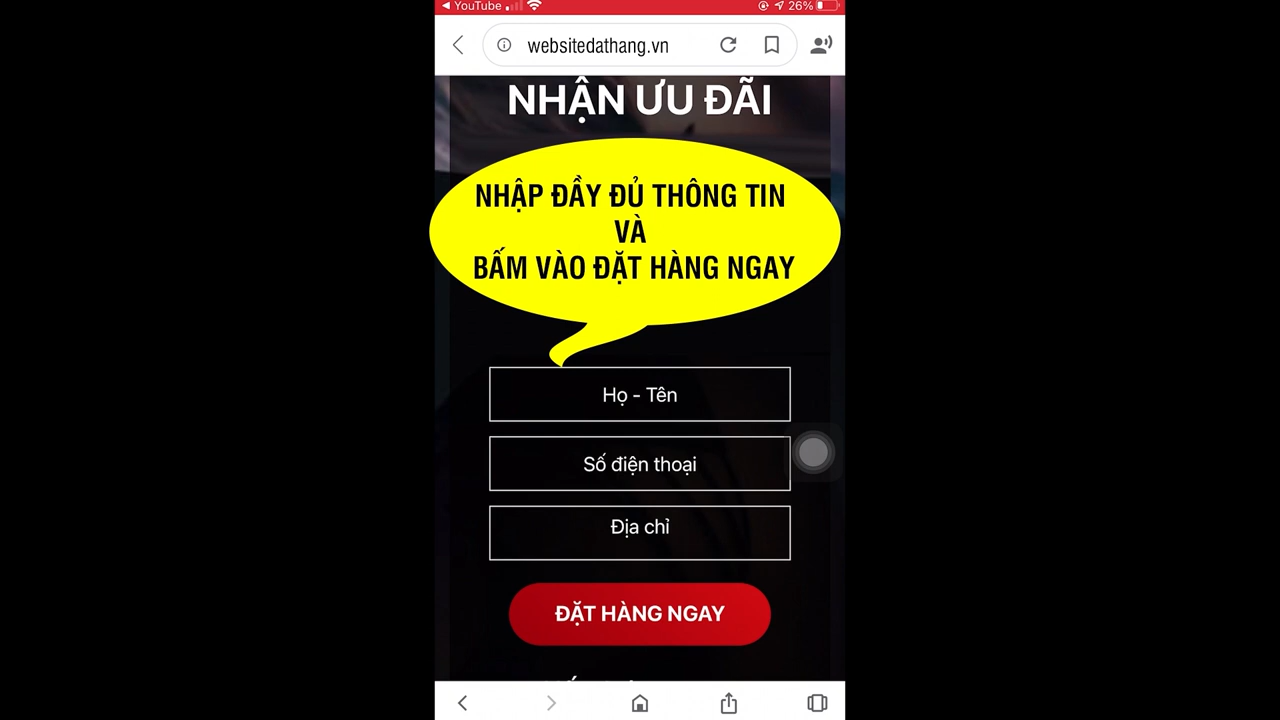 YouTube
26%
websitedathang.vn
NHẬN ƯU ĐÃI
NHẬP ĐẦY ĐỦ THÔNG TIN
VÀ
BẤM VÀO ĐẶT HÀNG NGAY
Họ - Tên
Số điện thoại
Địa chỉ
ĐẶT HÀNG NGAY